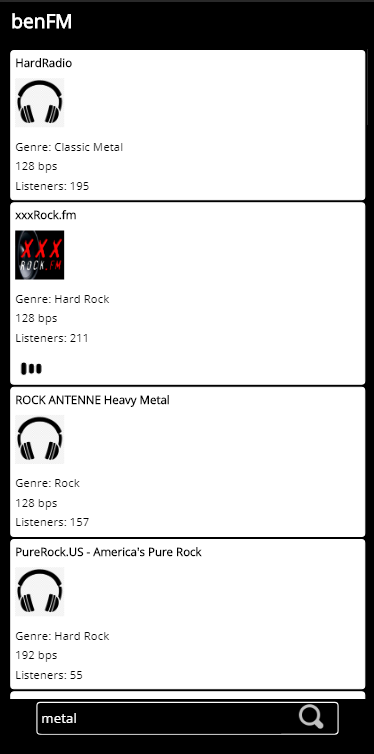 benFM
HardRadio
Genre: Classic Metal
128 bps
Listeners: 195
xxxRock.fm
XXX
ROCK.FM
Genre: Hard Rock
128 bps
Listeners: 211
ROCK ANTENNE Heavy Metal
Genre: Rock
128 bps
Listeners: 157
PureRock.US - America's Pure Rock
Genre: Hard Rock
192 bps
Listeners: 55
metal